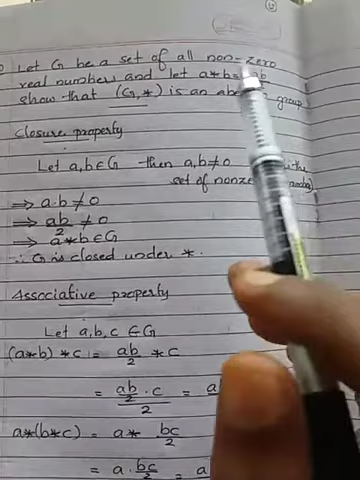 Let G be a set of all non-zero
real numbers and let a*b= ab
show that (G,*) is an group
Closure property
Let a,b∈G then a,b≠0
set of
⇒ a·b ≠0
⇒ ab/2 ≠0
⇒ a*b∈G
∴ G is closed under *.
Associative property
Let a,b,c ∈G
(a*b) *c = ab/2 *c
= (ab/2 · c)/2 =
a*(b*c) = a* bc/2
= a· bc/2 =